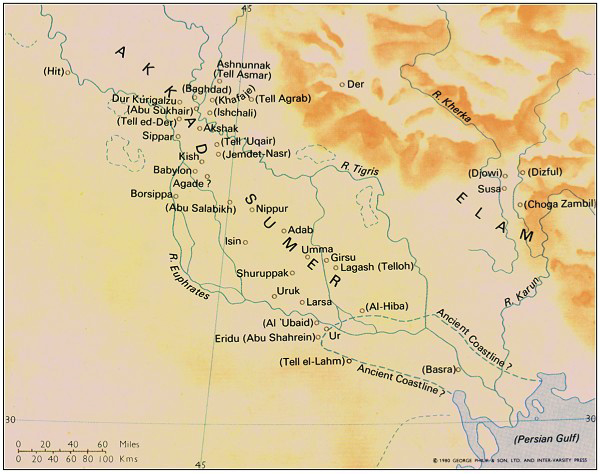 45
AKKAD
(Hit)
Ashnunnak
(Tell Asmar)
(Baghdad)
(Khafaje)
Dur Kurigalzu
(Abu Sukhair)
(Tell Agrab)
(Ishchali)
(Tell ed-Der)
Akshak
Sippar
(Tell 'Uqair)
(Jemdet-Nasr)
Kish
Babylon
Agade ?
Borsippa
(Abu Salabikh)
Nippur
Der
R. Kherka
R. Tigris
(Djowi)
(Dizful)
Susa
(Choga Zambil)
ELAM
SUMER
Adab
Isin
Umma
Girsu
Lagash (Telloh)
Shuruppak
R. Euphrates
Uruk
Larsa
(Al-Hiba)
R. Karun
(Al 'Ubaid)
Ur
Eridu (Abu Shahrein)
Ancient Coastline ?
(Tell el-Lahm)
Ancient Coastline ?
(Basra)
30
30
(Persian Gulf)
0 20 40 60 Miles
0 20 40 60 80 100 Kms
45
© 1980 GEORGE PHILIP & SON, LTD. AND INTER-VARSITY PRESS